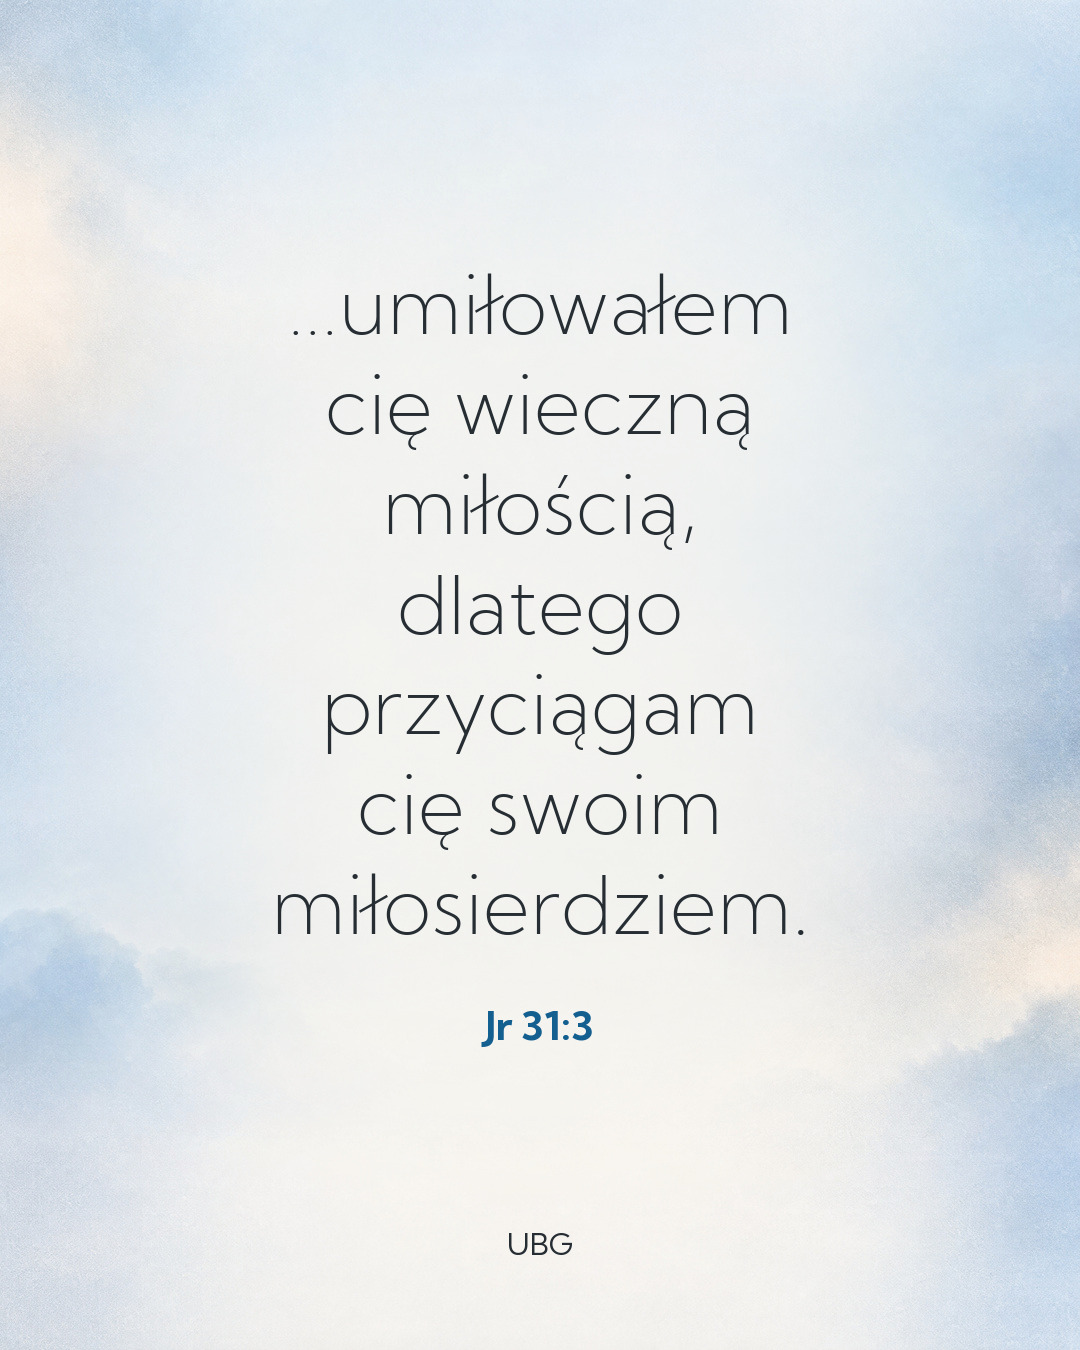 ...umiłowałem
cię wieczną
miłością,
dlatego
przyciągam
cię swoim
miłosierdziem.
Jr 31:3
UBG